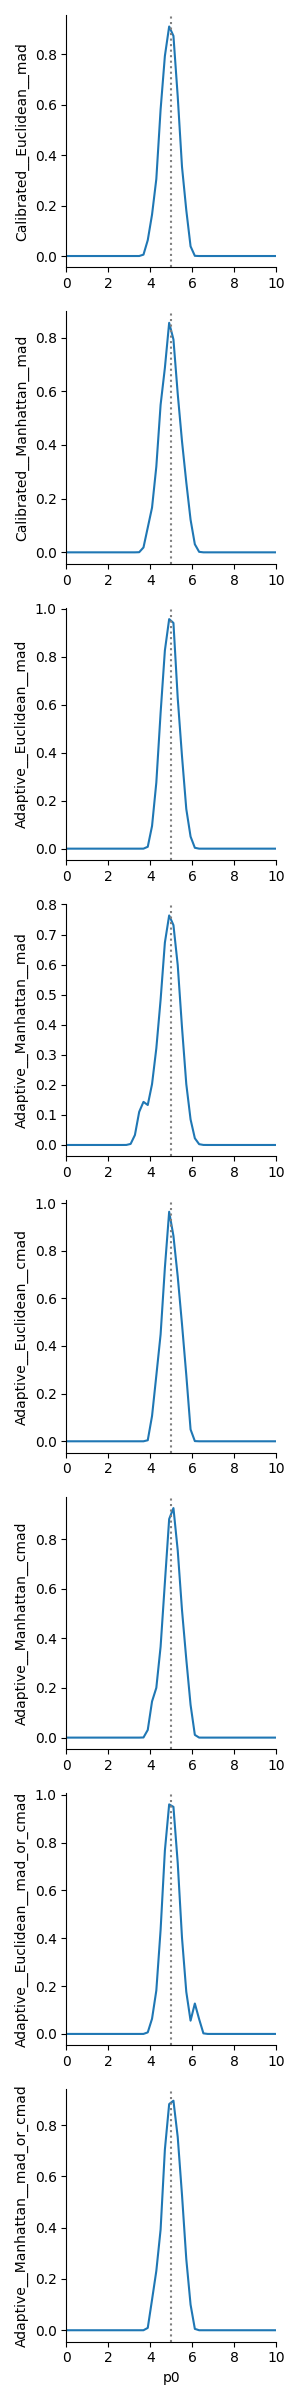 Calibrated__Euclidean__mad
0.8
0.6
0.4
0.2
0.0
0 2 4 6 8 10
Calibrated__Manhattan__mad
0.8
0.6
0.4
0.2
0.0
0 2 4 6 8 10
Adaptive__Euclidean__mad
1.0
0.8
0.6
0.4
0.2
0.0
0 2 4 6 8 10
Adaptive__Manhattan__mad
0.8
0.7
0.6
0.5
0.4
0.3
0.2
0.1
0.0
0 2 4 6 8 10
Adaptive__Euclidean__cmad
1.0
0.8
0.6
0.4
0.2
0.0
0 2 4 6 8 10
Adaptive__Manhattan__cmad
0.8
0.6
0.4
0.2
0.0
0 2 4 6 8 10
Adaptive__Euclidean__mad_or_cmad
1.0
0.8
0.6
0.4
0.2
0.0
0 2 4 6 8 10
Adaptive__Manhattan__mad_or_cmad
0.8
0.6
0.4
0.2
0.0
0 2 4 6 8 10
p0